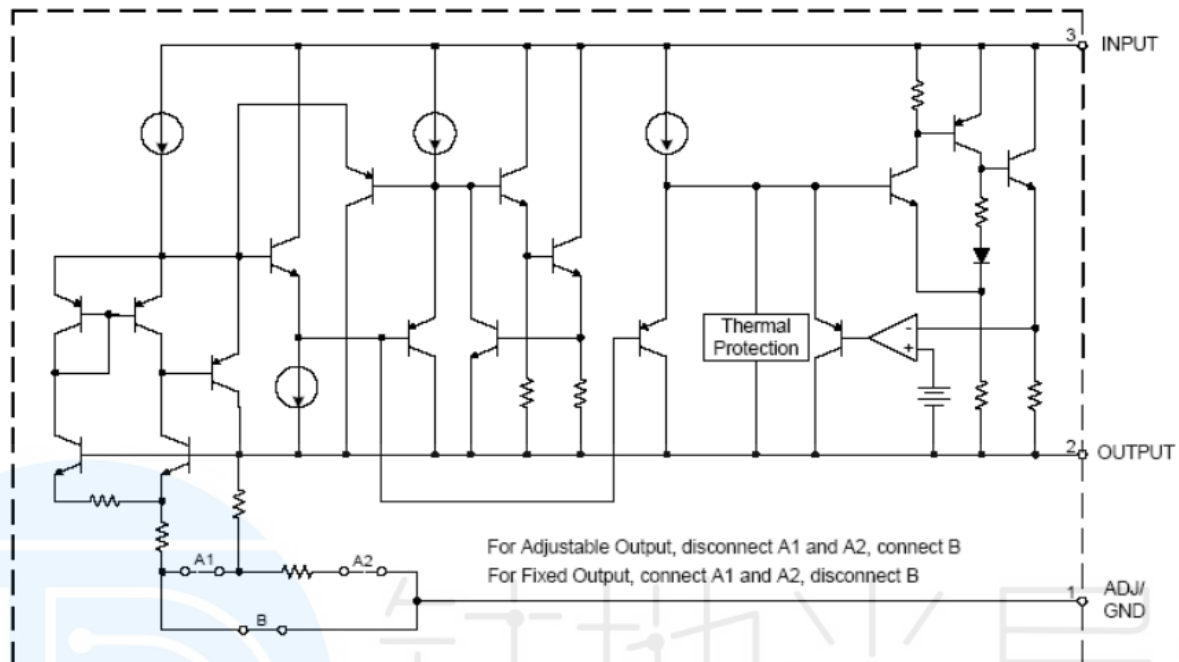 3
INPUT
Thermal
Protection
-
+
2
OUTPUT
For Adjustable Output, disconnect A1 and A2, connect B
A1
A2
For Fixed Output, connect A1 and A2, disconnect B
1
ADJ/
GND
B